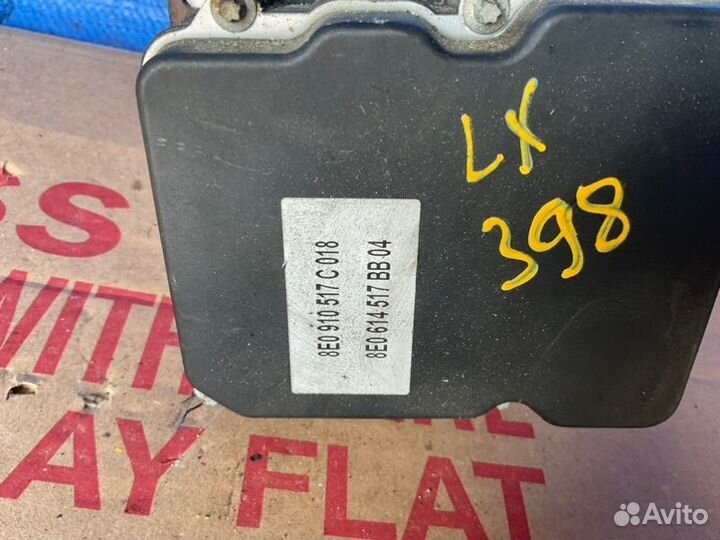 LX
398
8E0 910 517 C 018
8E0 614 517 BB 04
SS
WITH
AY FLAT
Avito